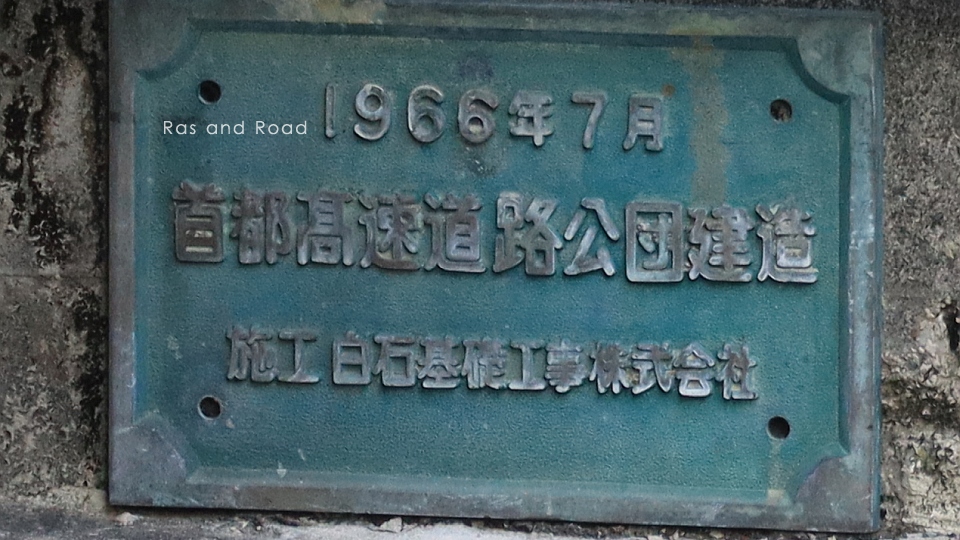 1966年7月
Ras and Road
首都髙速道路公団建造
施工 白石基礎工事株式会社